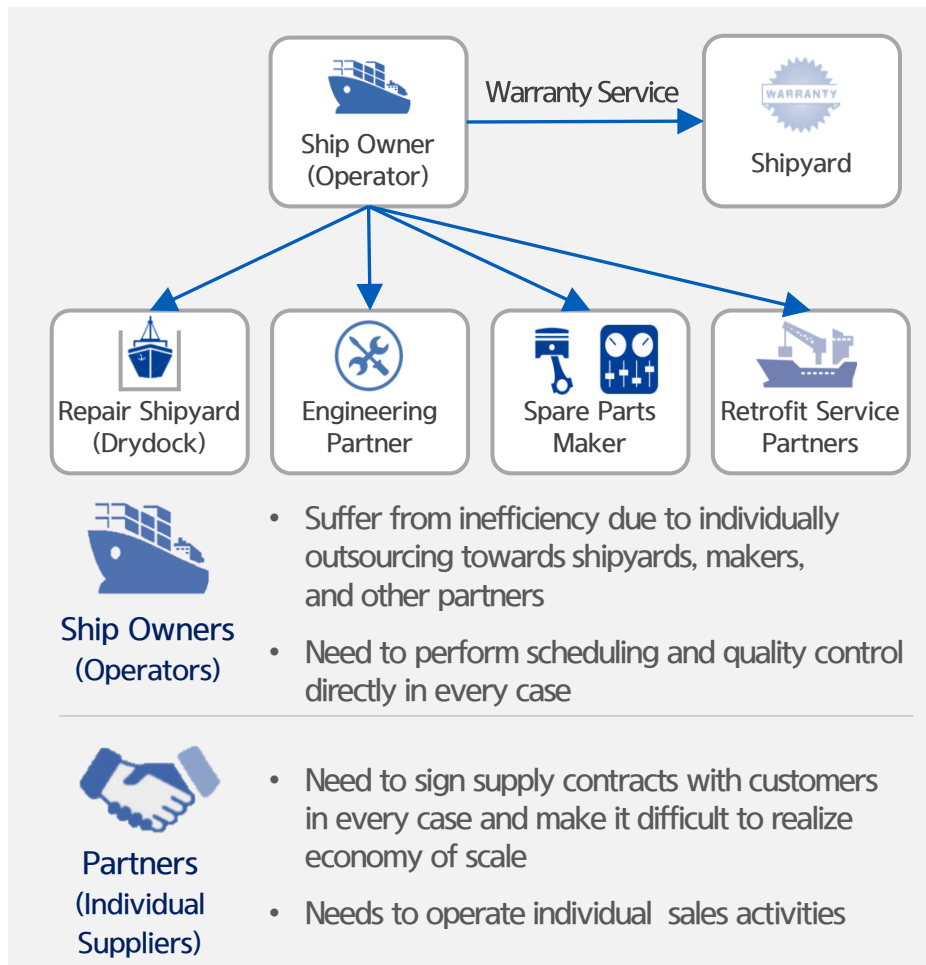 Ship Owner
(Operator)
Warranty Service
WARRANTY
Shipyard
Repair Shipyard
(Drydock)
Engineering
Partner
Spare Parts
Maker
Retrofit Service
Partners
Ship Owners
(Operators)
• Suffer from inefficiency due to individually
outsourcing towards shipyards, makers,
and other partners
• Need to perform scheduling and quality control
directly in every case
Partners
(Individual
Suppliers)
• Need to sign supply contracts with customers
in every case and make it difficult to realize
economy of scale
• Needs to operate individual sales activities